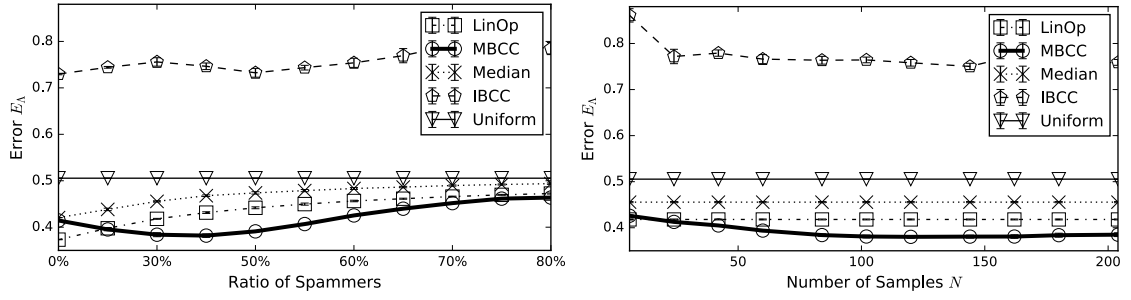 0.8
0.7
0.6
0.5
0.4
Error E_Λ
0% 30% 50% 60% 70% 80%
Ratio of Spammers
LinOp
MBCC
Median
IBCC
Uniform
0.8
0.7
0.6
0.5
0.4
Error E_Λ
50 100 150 200
Number of Samples N
LinOp
MBCC
Median
IBCC
Uniform